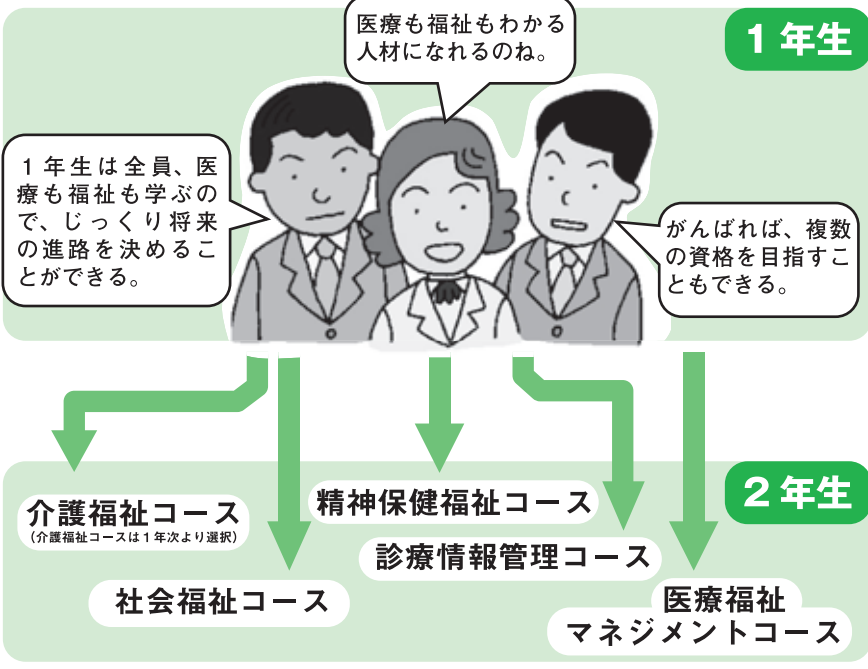 1年生
医療も福祉もわかる
人材になれるのね。
1年生は全員、医
療も福祉も学ぶの
で、じっくり将来
の進路を決めるこ
とができる。
がんばれば、複数
の資格を目指すこ
ともできる。
2年生
介護福祉コース
(介護福祉コースは1年次より選択)
社会福祉コース
精神保健福祉コース
診療情報管理コース
医療福祉
マネジメントコース